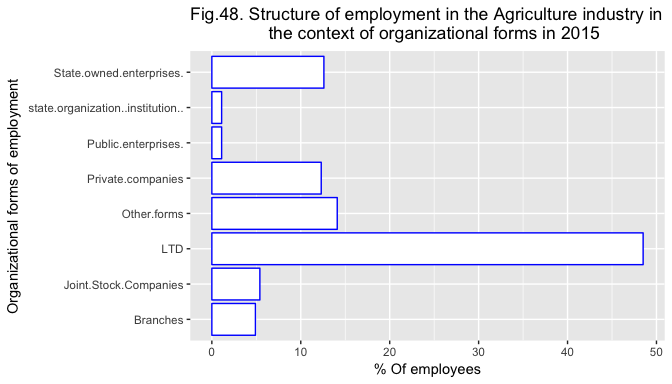 Fig.48. Structure of employment in the Agriculture industry in
the context of organizational forms in 2015
Organizational forms of employment
State.owned.enterprises.
state.organization..institution..
Public.enterprises.
Private.companies
Other.forms
LTD
Joint.Stock.Companies
Branches
0 10 20 30 40 50
% Of employees